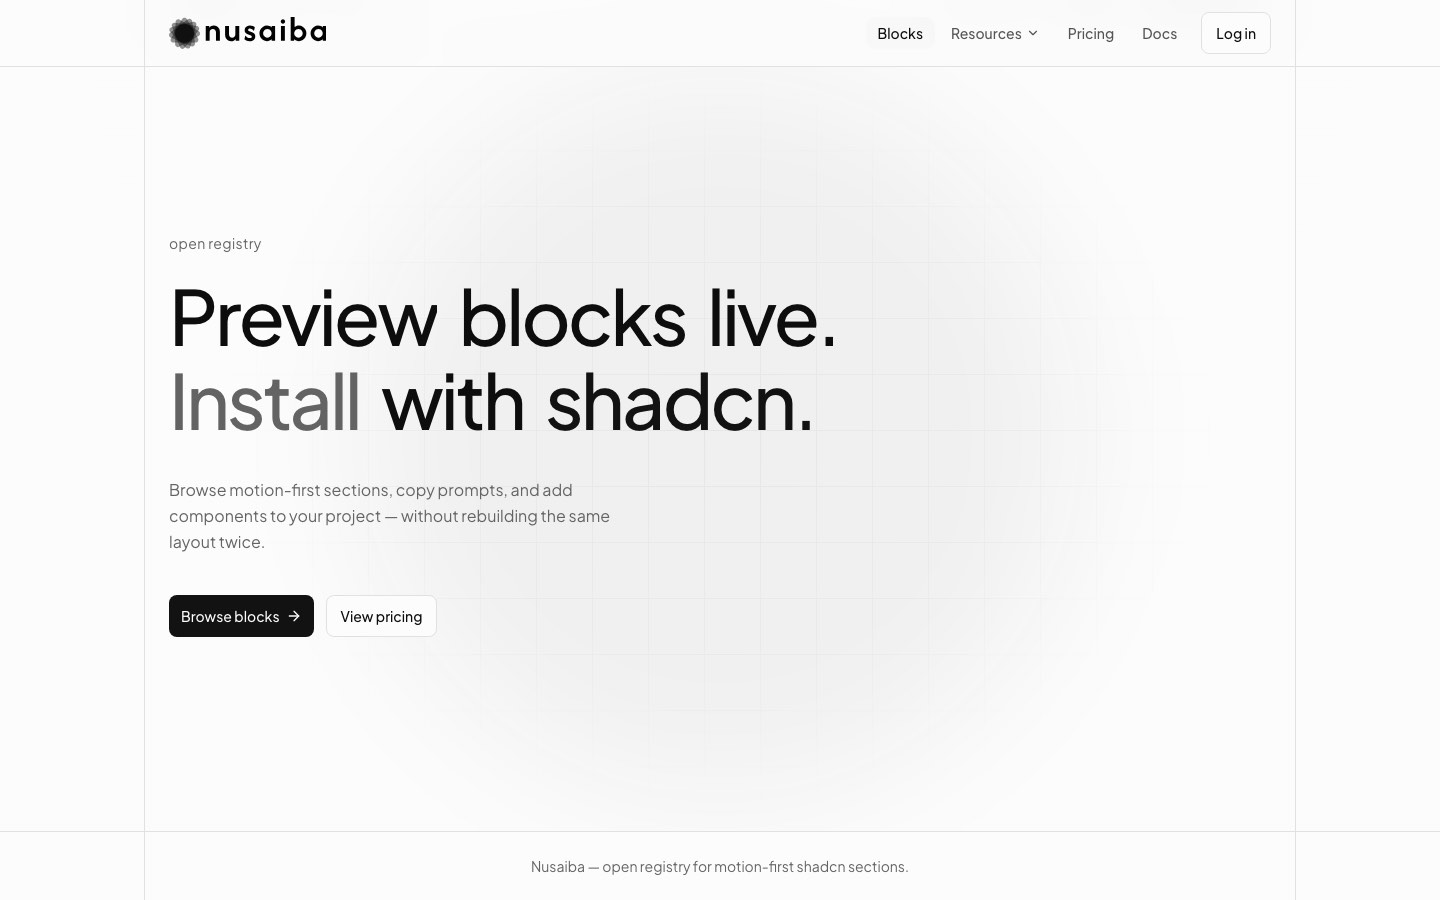 nusaiba
Blocks
Resources
Pricing
Docs
Log in
open registry
Preview blocks live.
Install with shadcn.
Browse motion-first sections, copy prompts, and add
components to your project — without rebuilding the same
layout twice.
Browse blocks →
View pricing
Nusaiba — open registry for motion-first shadcn sections.